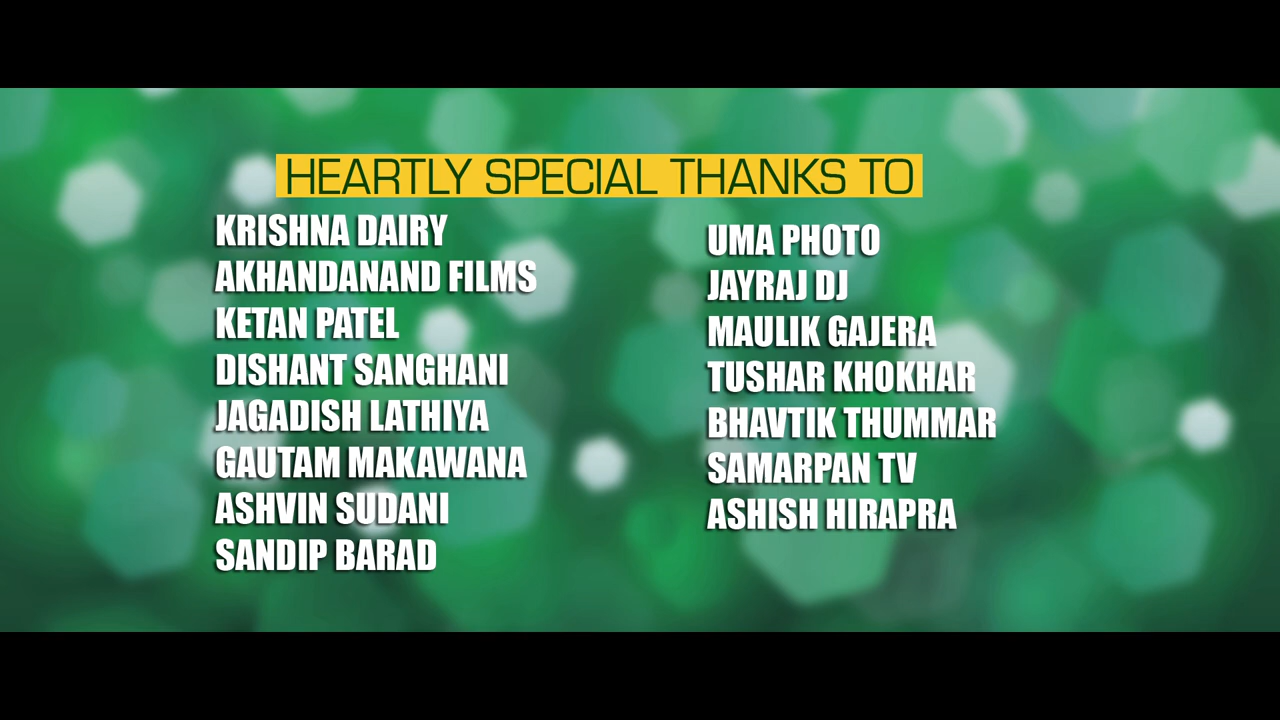 HEARTLY SPECIAL THANKS TO
KRISHNA DAIRY
AKHANDANAND FILMS
KETAN PATEL
DISHANT SANGHANI
JAGADISH LATHIYA
GAUTAM MAKAWANA
ASHVIN SUDANI
SANDIP BARAD
UMA PHOTO
JAYRAJ DJ
MAULIK GAJERA
TUSHAR KHOKHAR
BHAVTIK THUMMAR
SAMARPAN TV
ASHISH HIRAPRA